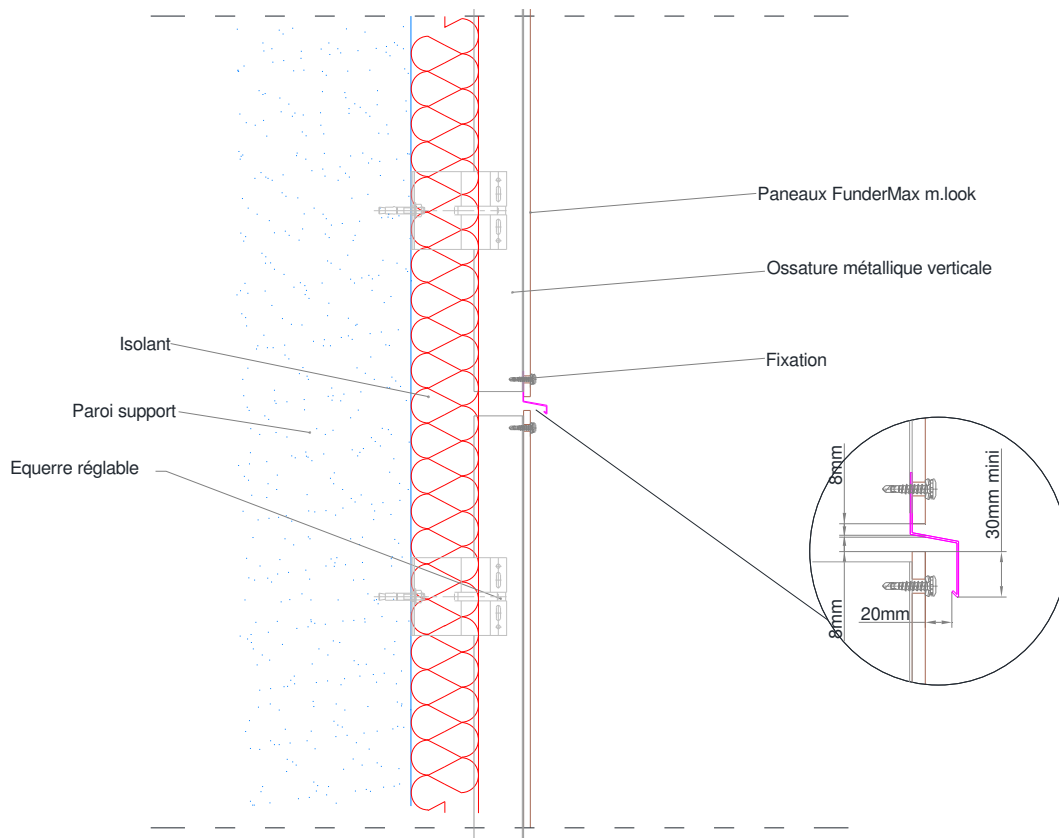 Paneaux FunderMax m.look
Ossature métallique verticale
Isolant
Fixation
Paroi support
Equerre réglable
8mm
30mm mini
20mm
8mm